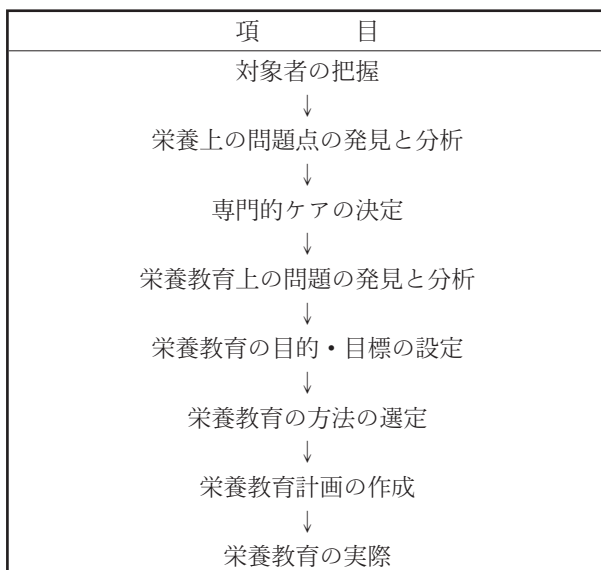 項 目
対象者の把握
↓
栄養上の問題点の発見と分析
↓
専門的ケアの決定
↓
栄養教育上の問題の発見と分析
↓
栄養教育の目的・目標の設定
↓
栄養教育の方法の選定
↓
栄養教育計画の作成
↓
栄養教育の実際